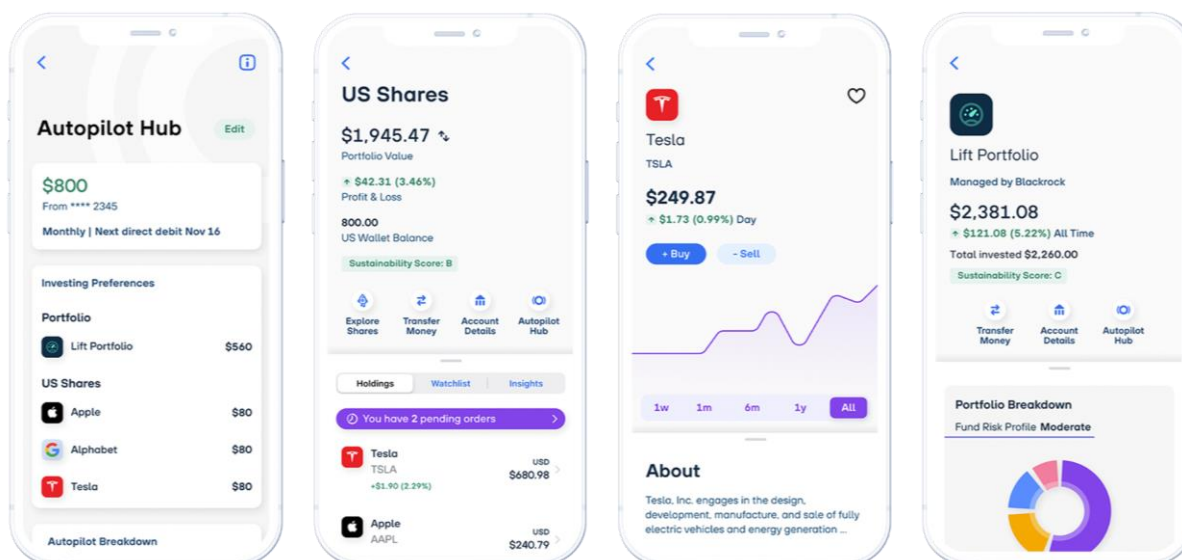 Autopilot Hub
Edit
$800
From **** 2345
Monthly | Next direct debit Nov 16
Investing Preferences
Portfolio
Lift Portfolio $560
US Shares
Apple $80
Alphabet $80
Tesla $80
Autopilot Breakdown
US Shares
$1,945.47
Portfolio Value
$42.31 (3.46%)
Profit & Loss
800.00
US Wallet Balance
Sustainability Score: B
Explore Shares
Transfer Money
Account Details
Autopilot Hub
Holdings Watchlist Insights
You have 2 pending orders
Tesla
TSLA
+$1.90 (2.29%)
USD
$680.98
Apple
AAPL
USD
$240.79
Tesla
TSLA
$249.87
$1.73 (0.99%) Day
+ Buy - Sell
1w 1m 6m 1y All
About
Tesla, Inc. engages in the design,
development, manufacture, and sale of fully
electric vehicles and energy generation ...
Lift Portfolio
Managed by Blackrock
$2,381.08
$121.08 (5.22%) All Time
Total invested $2,260.00
Sustainability Score: C
Transfer Money
Account Details
Autopilot Hub
Portfolio Breakdown
Fund Risk Profile Moderate